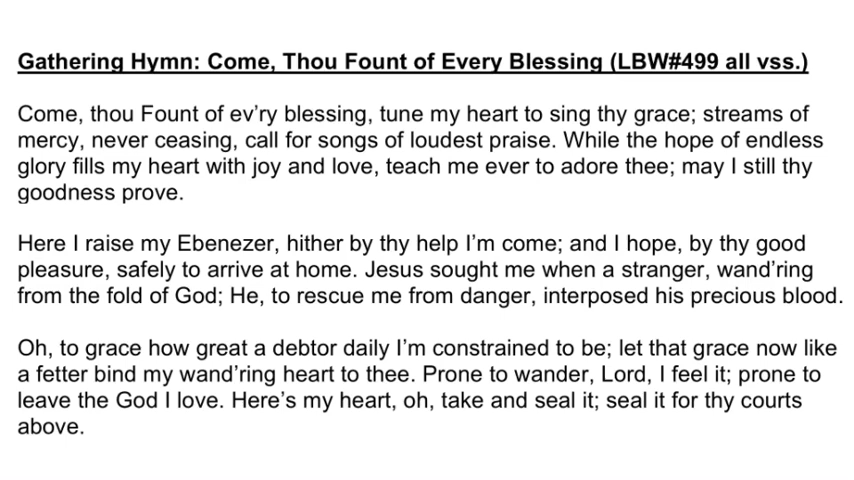 Gathering Hymn: Come, Thou Fount of Every Blessing (LBW#499 all vss.)
Come, thou Fount of ev’ry blessing, tune my heart to sing thy grace; streams of
mercy, never ceasing, call for songs of loudest praise. While the hope of endless
glory fills my heart with joy and love, teach me ever to adore thee; may I still thy
goodness prove.
Here I raise my Ebenezer, hither by thy help I’m come; and I hope, by thy good
pleasure, safely to arrive at home. Jesus sought me when a stranger, wand’ring
from the fold of God; He, to rescue me from danger, interposed his precious blood.
Oh, to grace how great a debtor daily I’m constrained to be; let that grace now like
a fetter bind my wand’ring heart to thee. Prone to wander, Lord, I feel it; prone to
leave the God I love. Here’s my heart, oh, take and seal it; seal it for thy courts
above.